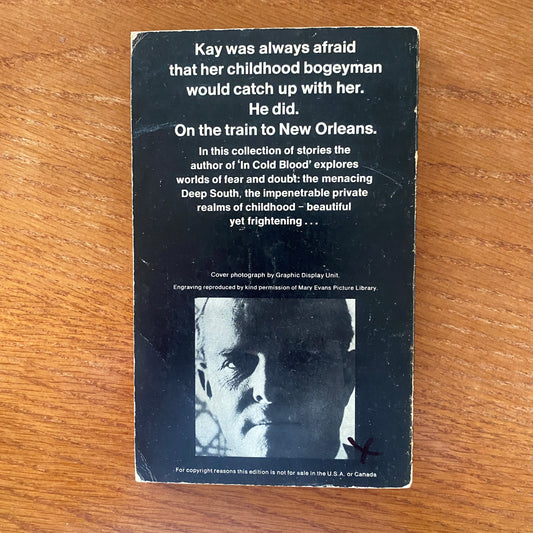 Kay was always afraid
that her childhood bogeyman
would catch up with her.
He did.
On the train to New Orleans.
In this collection of stories the
author of 'In Cold Blood' explores
worlds of fear and doubt: the menacing
Deep South, the impenetrable private
realms of childhood – beautiful
yet frightening . . .
Cover photograph by Graphic Display Unit.
Engraving reproduced by kind permission of Mary Evans Picture Library.
For copyright reasons this edition is not for sale in the U.S.A. or Canada